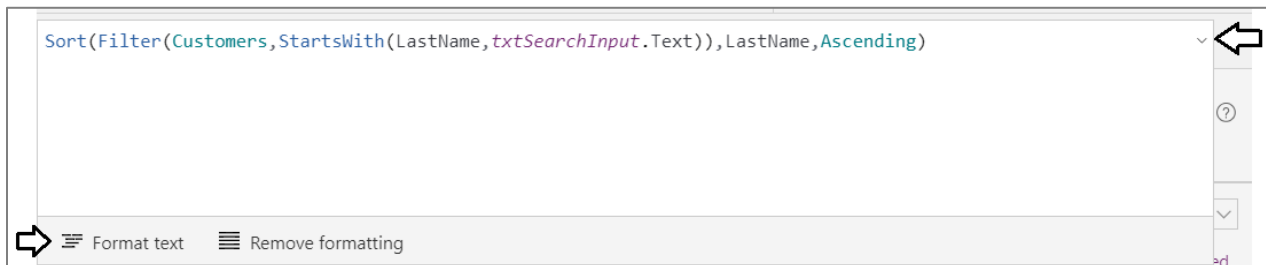 Sort(Filter(Customers,StartsWith(LastName,txtSearchInput.Text)),LastName,Ascending)
Format text Remove formatting